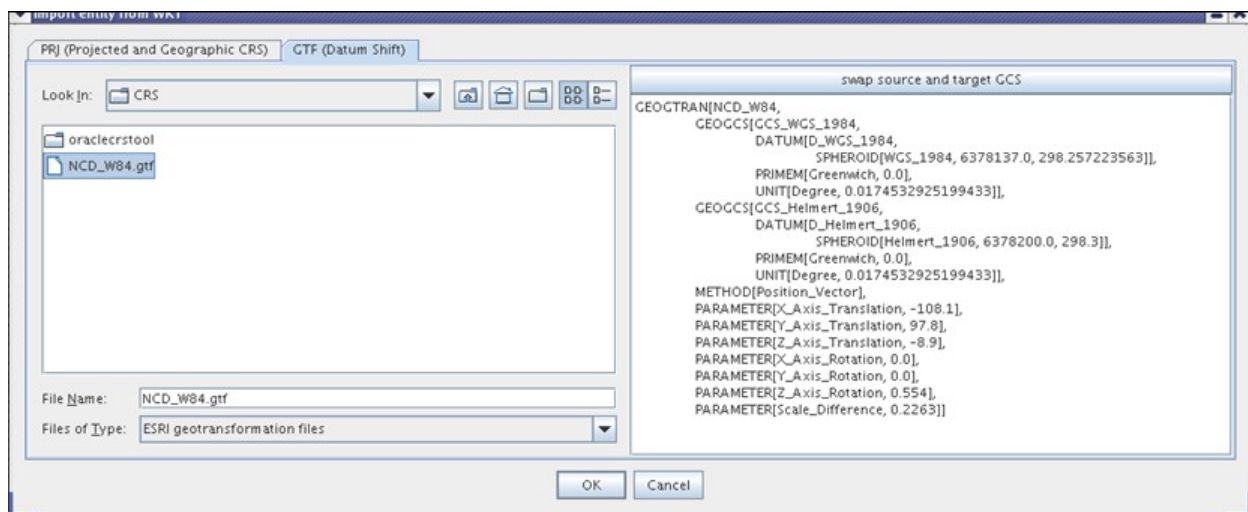 Import entity from WKT
PRJ (Projected and Geographic CRS)
GTF (Datum Shift)
Look In:
CRS
oraclecrstool
NCD_W84.gtf
File Name:
NCD_W84.gtf
Files of Type:
ESRI geotransformation files
swap source and target GCS
GEOGTRAN[NCD_W84,
GEOGCS[GCS_WGS_1984,
DATUM[D_WGS_1984,
SPHEROID[WGS_1984, 6378137.0, 298.257223563]],
PRIMEM[Greenwich, 0.0],
UNIT[Degree, 0.0174532925199433]],
GEOGCS[GCS_Helmert_1906,
DATUM[D_Helmert_1906,
SPHEROID[Helmert_1906, 6378200.0, 298.3]],
PRIMEM[Greenwich, 0.0],
UNIT[Degree, 0.0174532925199433]],
METHOD[Position_Vector],
PARAMETER[X_Axis_Translation, -108.1],
PARAMETER[Y_Axis_Translation, 97.8],
PARAMETER[Z_Axis_Translation, -8.9],
PARAMETER[X_Axis_Rotation, 0.0],
PARAMETER[Y_Axis_Rotation, 0.0],
PARAMETER[Z_Axis_Rotation, 0.554],
PARAMETER[Scale_Difference, 0.2263]]
OK
Cancel